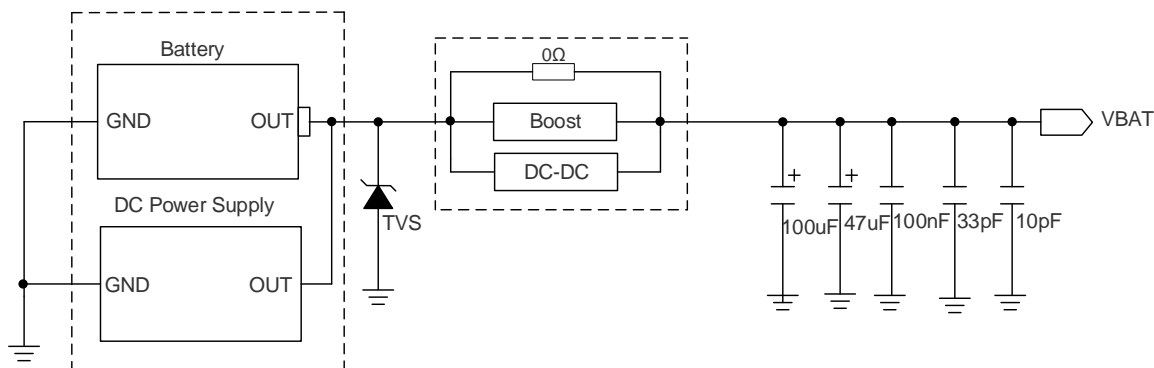 Battery
GND
OUT
DC Power Supply
GND
OUT
TVS
0Ω
Boost
DC-DC
+
100uF
+
47uF
100nF
33pF
10pF
VBAT